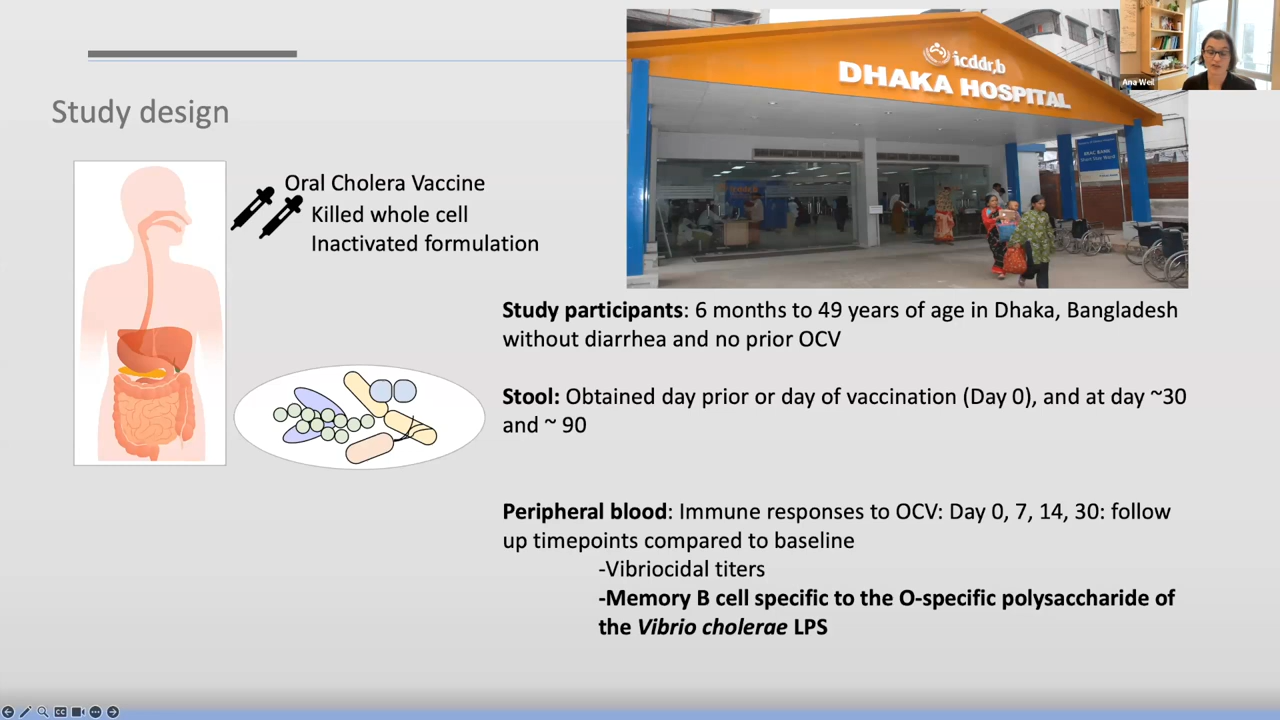 Study design
Oral Cholera Vaccine
Killed whole cell
Inactivated formulation
icddr,b
DHAKA HOSPITAL
BRAC BANK
Ana Weil
Study participants: 6 months to 49 years of age in Dhaka, Bangladesh
without diarrhea and no prior OCV
Stool: Obtained day prior or day of vaccination (Day 0), and at day ~30
and ~ 90
Peripheral blood: Immune responses to OCV: Day 0, 7, 14, 30: follow
up timepoints compared to baseline
-Vibriocidal titers
-Memory B cell specific to the O-specific polysaccharide of
the Vibrio cholerae LPS
CC